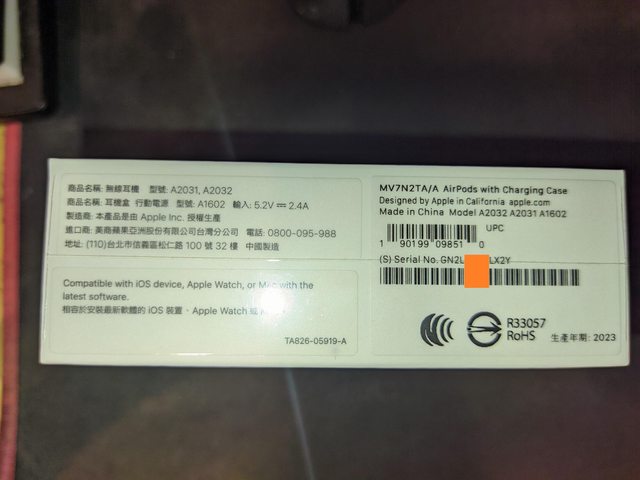 商品名稱: 無線耳機 型號: A2031, A2032
商品名稱: 耳機盒 行動電源 型號: A1602 輸入: 5.2V⎓2.4A
製造商: 本產品是由 Apple Inc. 授權生產
進口商: 美商蘋果亞洲股份有限公司台灣分公司 電話: 0800-095-988
地址: (110)台北市信義區松仁路 100 號 32 樓 中國製造
Compatible with iOS device, Apple Watch, or Mac with the
latest software.
相容於安裝最新軟體的 iOS 裝置、Apple Watch 或
TA826-05919-A
MV7N2TA/A AirPods with Charging Case
Designed by Apple in California apple.com
Made in China Model A2032 A2031 A1602
UPC
1 90199 09851 0
(S) Serial No. GN2L LX2Y
R33057
RoHS
生產年期: 2023